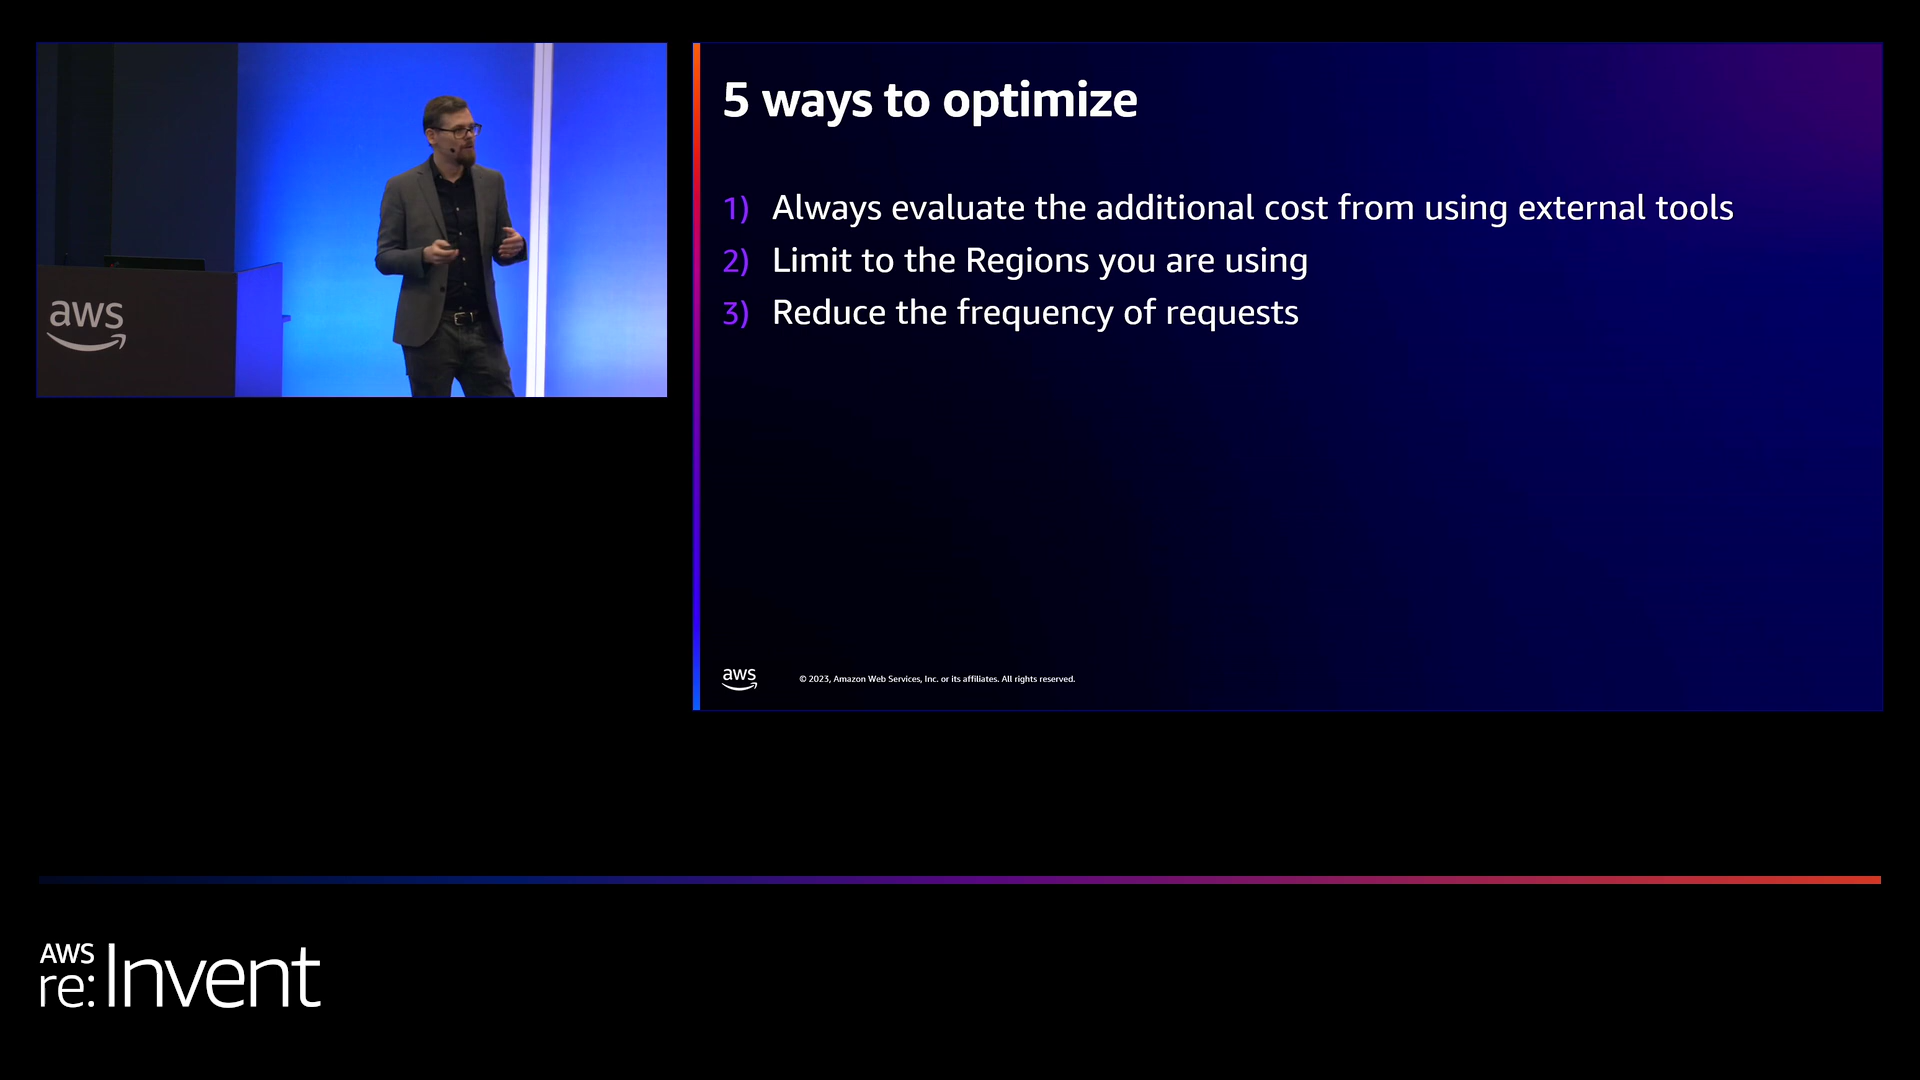 aws
5 ways to optimize
1) Always evaluate the additional cost from using external tools
2) Limit to the Regions you are using
3) Reduce the frequency of requests
aws
© 2023, Amazon Web Services, Inc. or its affiliates. All rights reserved.
AWS
re:Invent